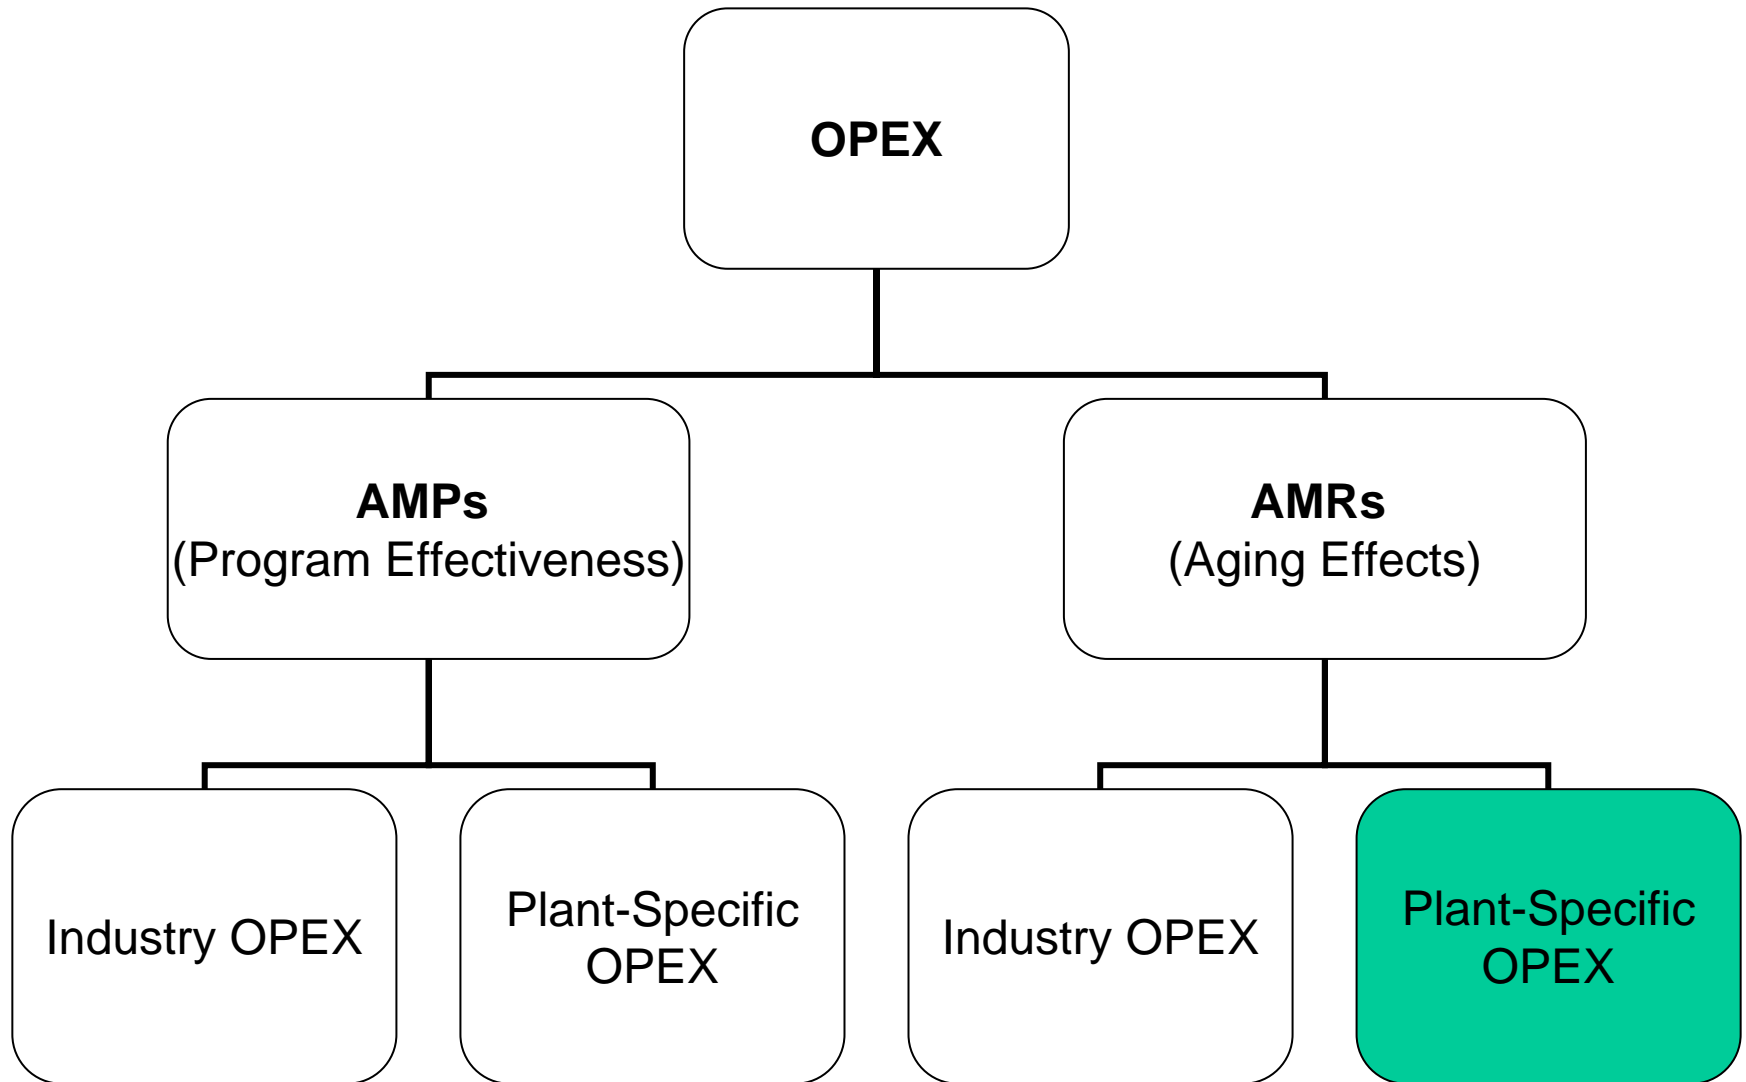 OPEX
AMPs
(Program Effectiveness)
AMRs
(Aging Effects)
Industry OPEX
Plant-Specific
OPEX
Industry OPEX
Plant-Specific
OPEX